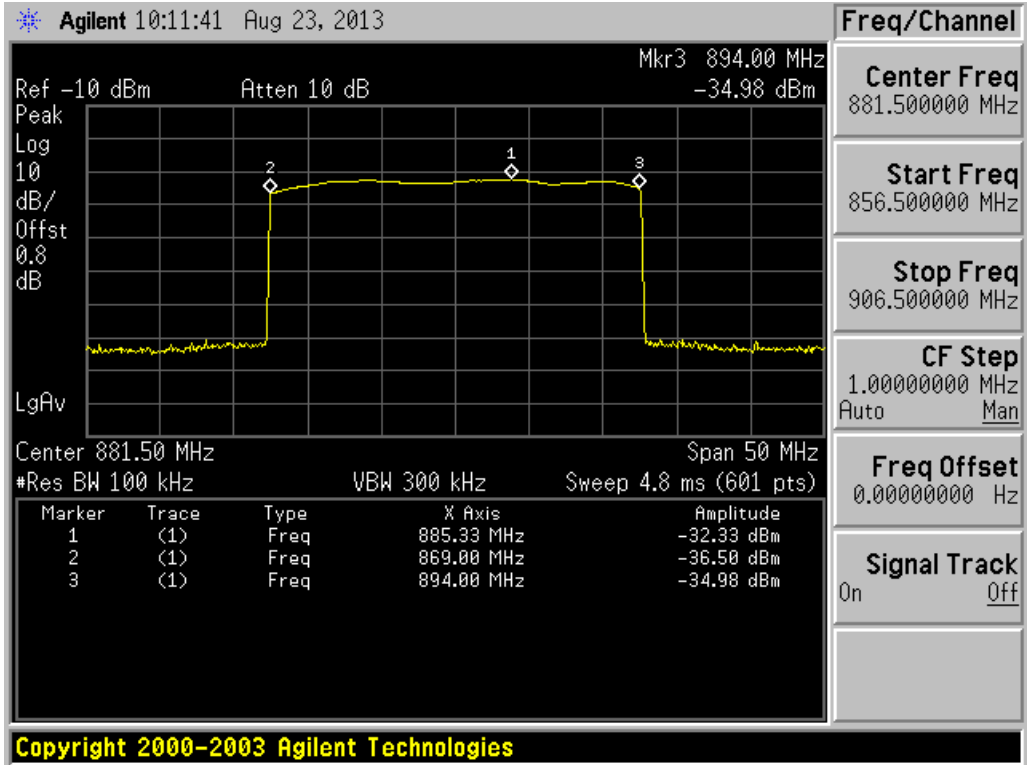 Agilent 10:11:41 Aug 23, 2013
Freq/Channel
Mkr3 894.00 MHz
Ref -10 dBm Atten 10 dB -34.98 dBm
Peak
Log
10
dB/
Offst
0.8
dB
LgAv
2
1
3
Center 881.50 MHz Span 50 MHz
#Res BW 100 kHz VBW 300 kHz Sweep 4.8 ms (601 pts)
Marker Trace Type X Axis Amplitude
1 (1) Freq 885.33 MHz -32.33 dBm
2 (1) Freq 869.00 MHz -36.50 dBm
3 (1) Freq 894.00 MHz -34.98 dBm
Center Freq
881.500000 MHz
Start Freq
856.500000 MHz
Stop Freq
906.500000 MHz
CF Step
1.00000000 MHz
Auto Man
Freq Offset
0.00000000 Hz
Signal Track
On Off
Copyright 2000-2003 Agilent Technologies